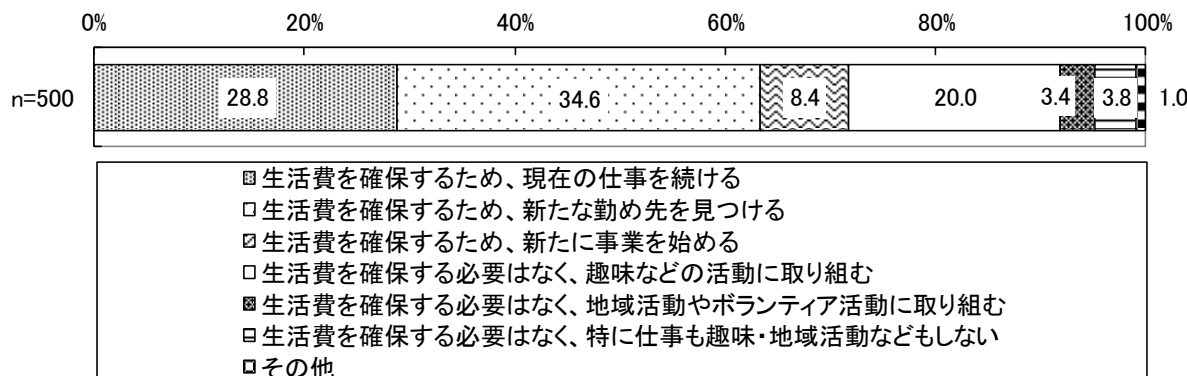 0% 20% 40% 60% 80% 100%
n=500 28.8 34.6 8.4 20.0 3.4 3.8 1.0
生活費を確保するため、現在の仕事を続ける
生活費を確保するため、新たな勤め先を見つける
生活費を確保するため、新たに事業を始める
生活費を確保する必要はなく、趣味などの活動に取り組む
生活費を確保する必要はなく、地域活動やボランティア活動に取り組む
生活費を確保する必要はなく、特に仕事も趣味・地域活動などもしない
その他